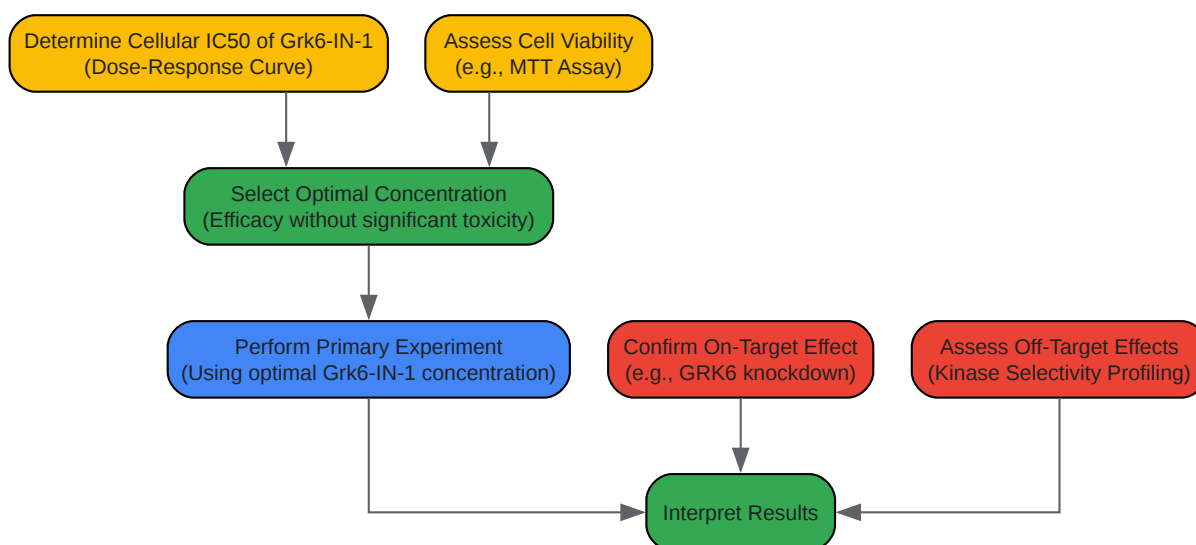 Determine Cellular IC50 of Grk6-IN-1
(Dose-Response Curve)
Assess Cell Viability
(e.g., MTT Assay)
Select Optimal Concentration
(Efficacy without significant toxicity)
Perform Primary Experiment
(Using optimal Grk6-IN-1 concentration)
Confirm On-Target Effect
(e.g., GRK6 knockdown)
Assess Off-Target Effects
(Kinase Selectivity Profiling)
Interpret Results